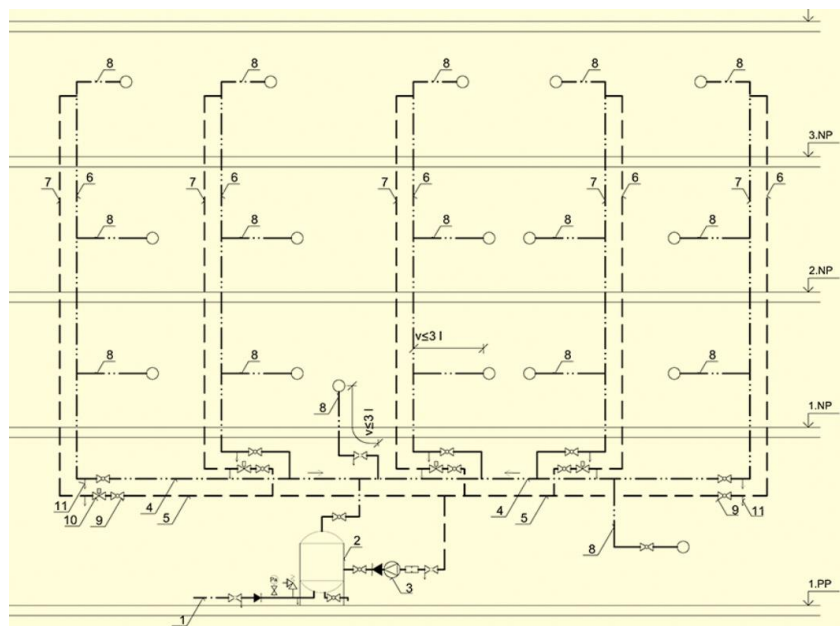 8 8 8 8 8
3.NP
7 6 7 6 7 6 7 6 7 6
8 8 8 8 8
2.NP
v≤3 l
8 8 8 8
8 v≤3 l
1.NP
11 10 9 4 5 4 5 9 11
2 8
3
1 1.PP